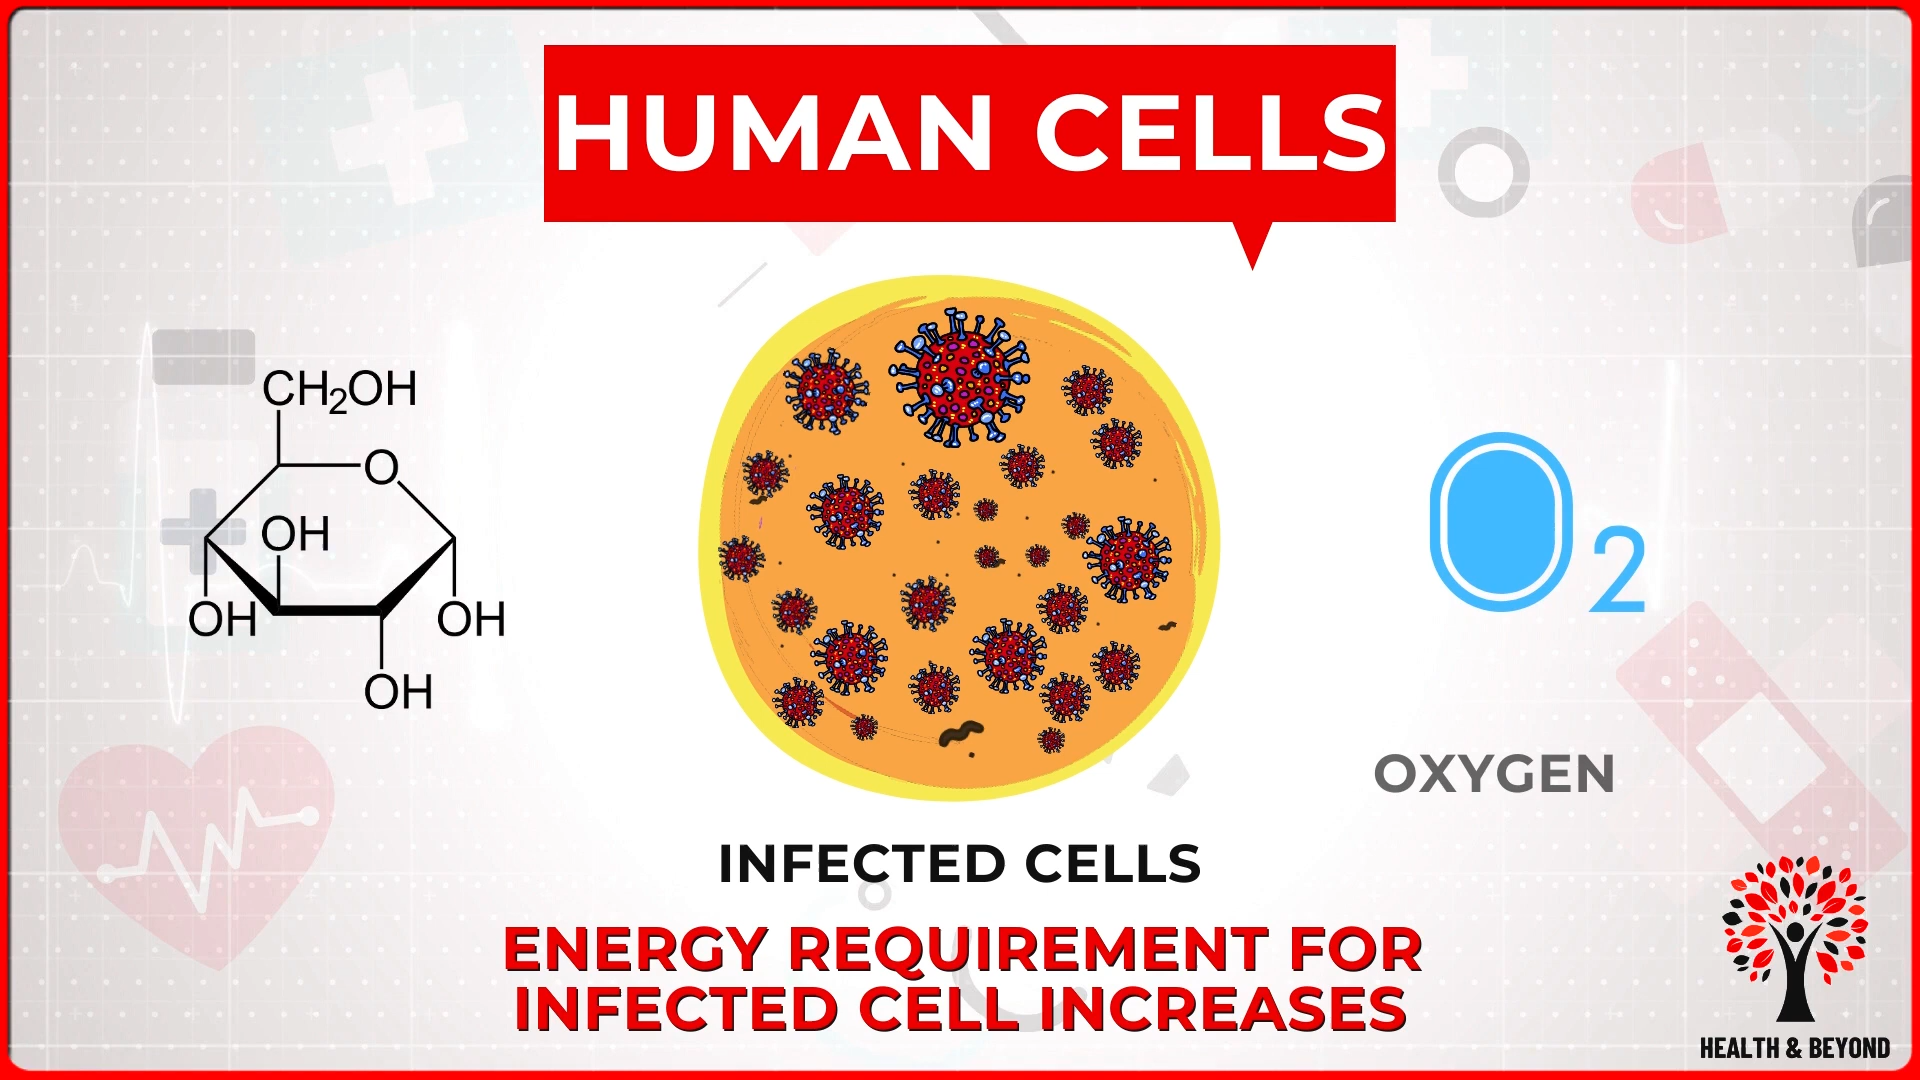 HUMAN CELLS
CH₂OH
O
OH
OH
OH
OH
O₂
OXYGEN
INFECTED CELLS
ENERGY REQUIREMENT FOR
INFECTED CELL INCREASES
HEALTH & BEYOND